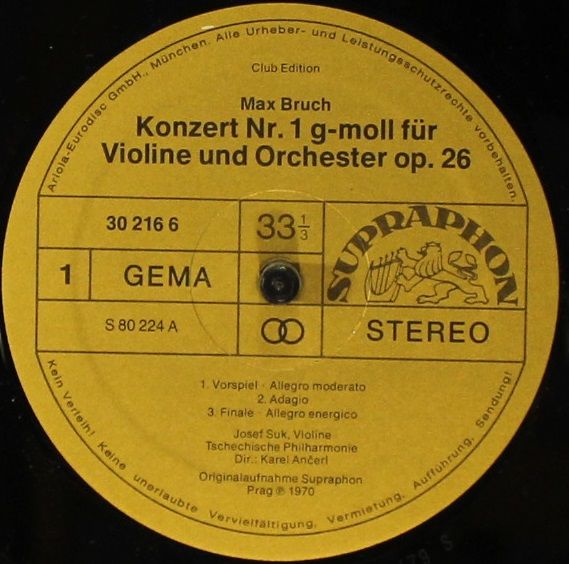 Ariola-Eurodisc GmbH., München. Alle Urheber- und Leistungsschutzrechte vorbehalten.
Club Edition
Max Bruch
Konzert Nr. 1 g-moll für
Violine und Orchester op. 26
30 216 6
33 1/3
SUPRAPHON
1
GEMA
S 80 224 A
STEREO
1. Vorspiel · Allegro moderato
2. Adagio
3. Finale · Allegro energico
Josef Suk, Violine
Tschechische Philharmonie
Dir.: Karel Ančerl
Originalaufnahme Supraphon
Prag ℗ 1970
Kein Verleih! Keine unerlaubte Vervielfältigung, Vermietung, Aufführung, Sendung!